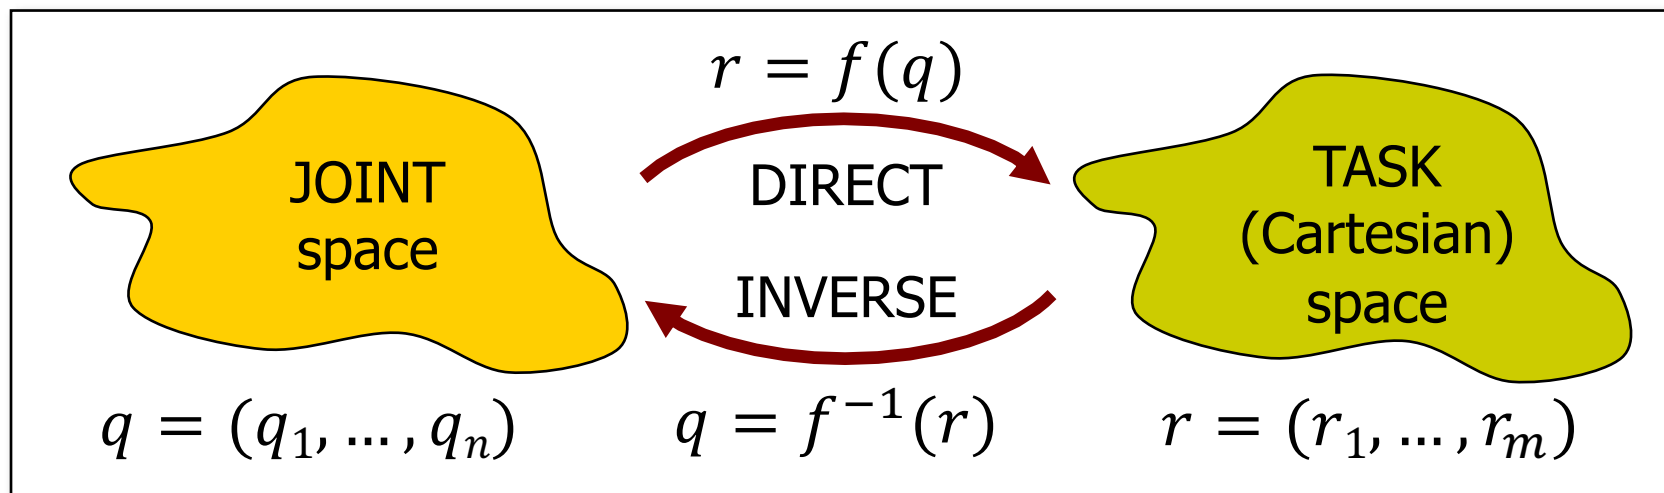 r = f(q)
JOINT
space
DIRECT
INVERSE
TASK
(Cartesian)
space
q = (q₁, … , qₙ)
q = f⁻¹(r)
r = (r₁, … , rₘ)